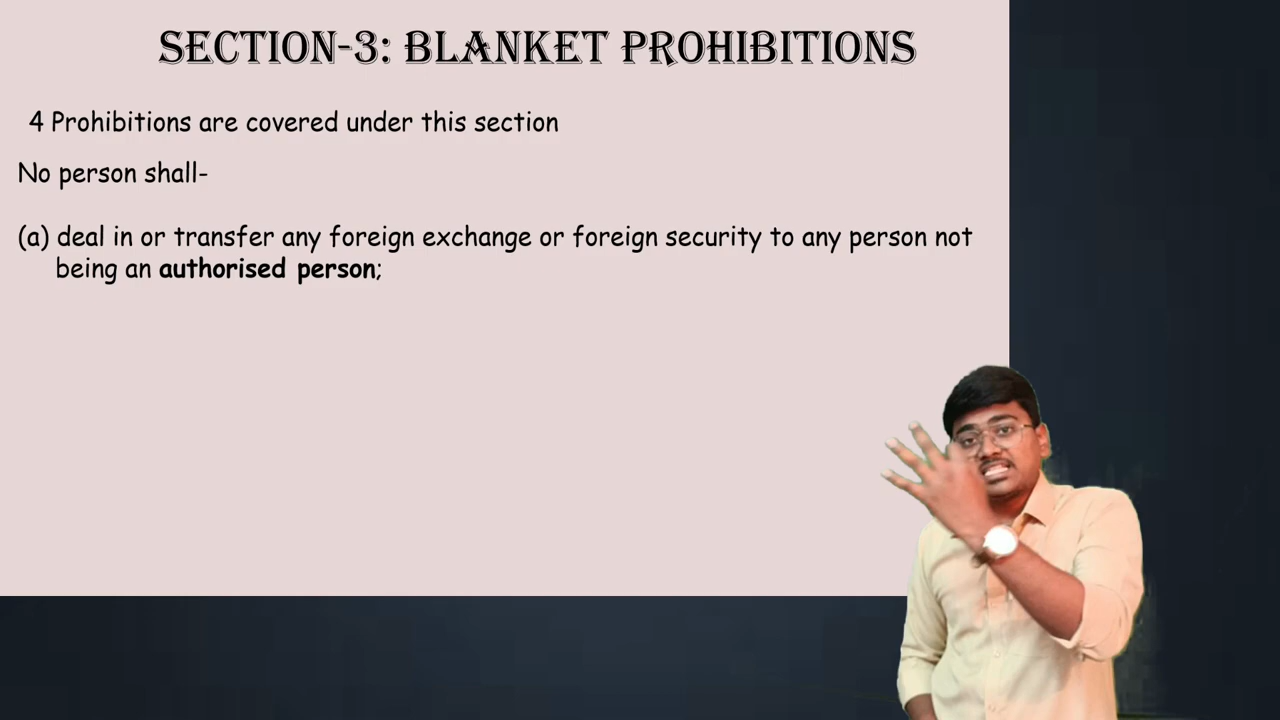 SECTION-3: BLANKET PROHIBITIONS
4 Prohibitions are covered under this section
No person shall-
(a) deal in or transfer any foreign exchange or foreign security to any person not
being an authorised person;